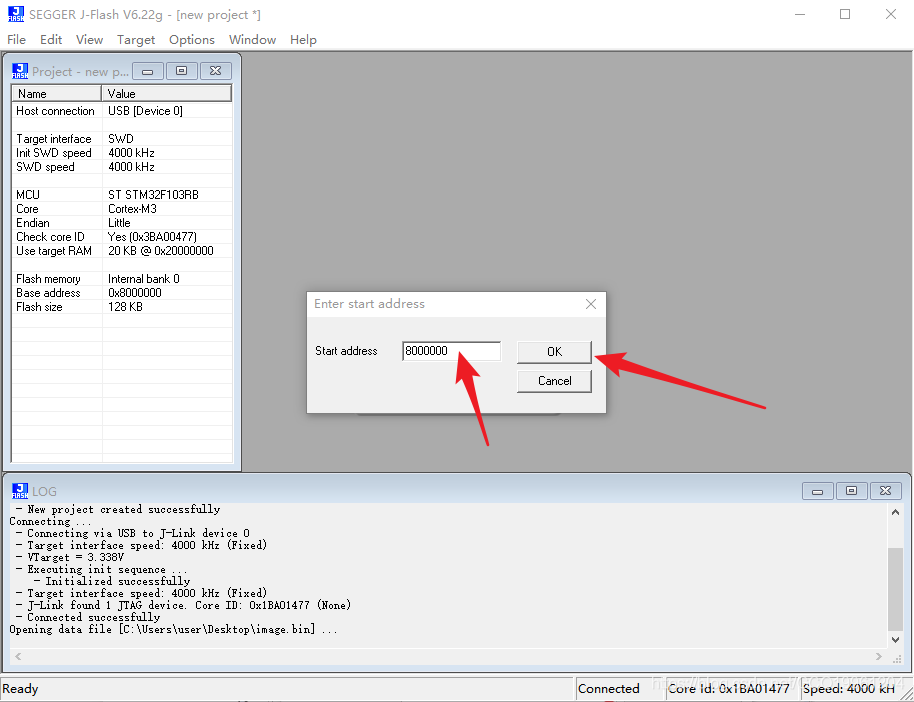 SEGGER J-Flash V6.22g - [new project *]
File Edit View Target Options Window Help
Project - new p...
Name Value
Host connection USB [Device 0]
Target interface SWD
Init SWD speed 4000 kHz
SWD speed 4000 kHz
MCU ST STM32F103RB
Core Cortex-M3
Endian Little
Check core ID Yes (0x3BA00477)
Use target RAM 20 KB @ 0x20000000
Flash memory Internal bank 0
Base address 0x8000000
Flash size 128 KB
Enter start address
Start address 8000000 OK
Cancel
LOG
- New project created successfully
Connecting ...
- Connecting via USB to J-Link device 0
- Target interface speed: 4000 kHz (Fixed)
- VTarget = 3.338V
- Executing init sequence ...
- Initialized successfully
- Target interface speed: 4000 kHz (Fixed)
- J-Link found 1 JTAG device. Core ID: 0x1BA01477 (None)
- Connected successfully
Opening data file [C:\Users\user\Desktop\image.bin] ...
Ready Connected Core Id: 0x1BA01477 Speed: 4000 kH